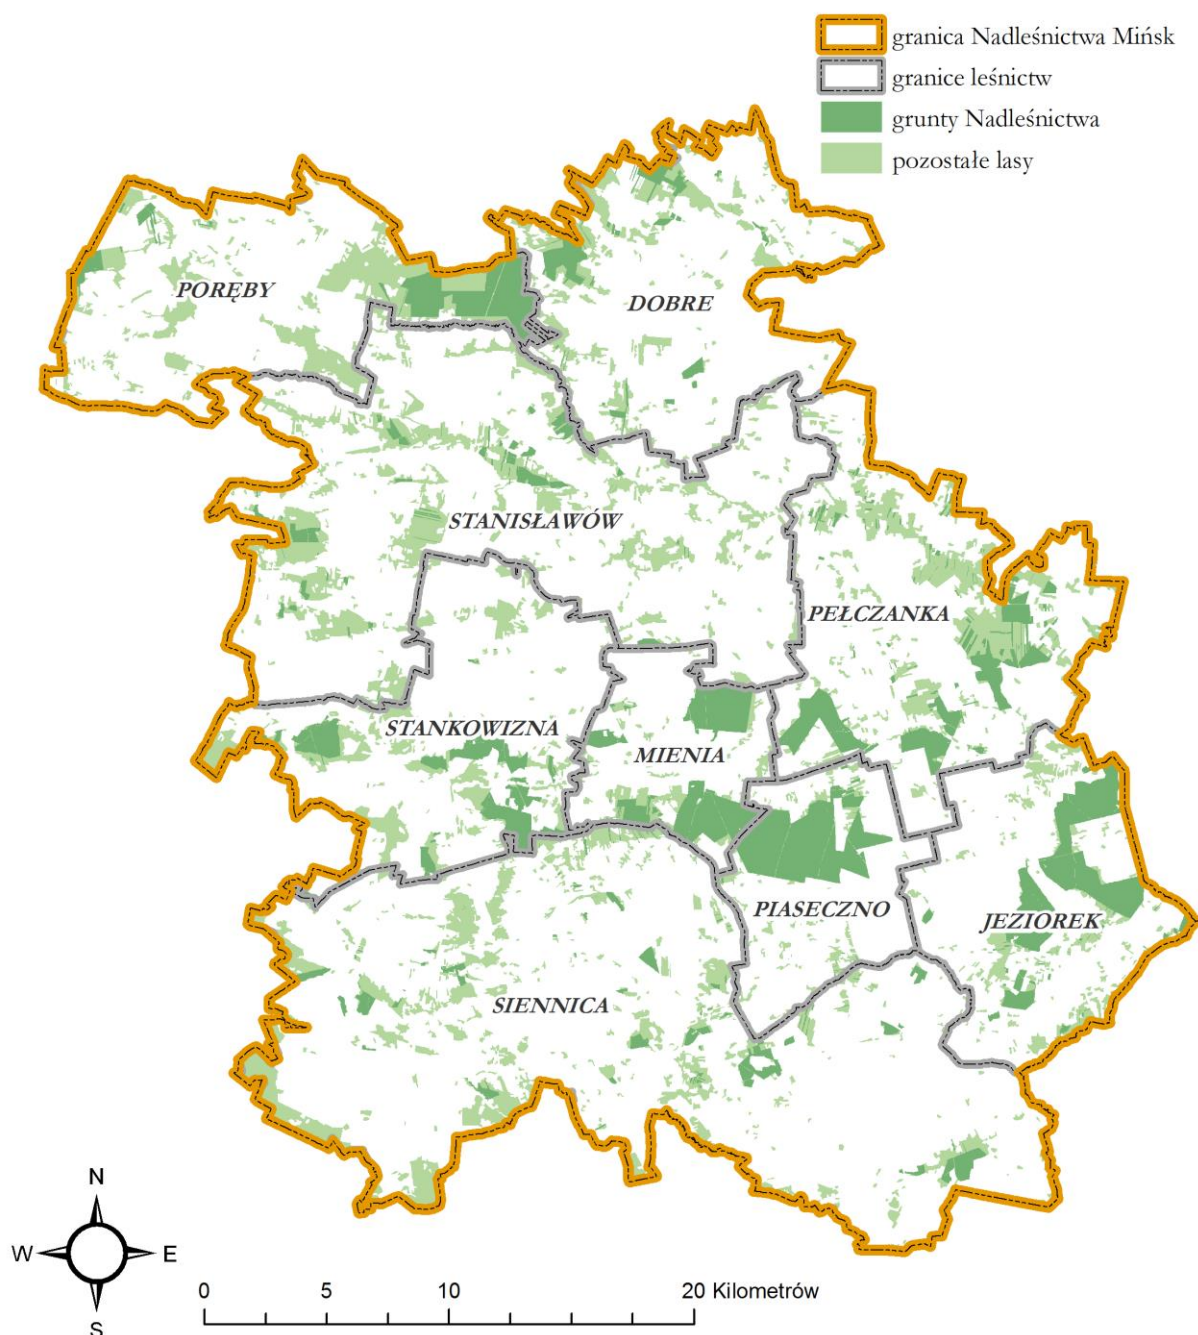 granica Nadleśnictwa Mińsk
granice leśnictw
grunty Nadleśnictwa
pozostałe lasy
PORĘBY
DOBRE
STANISŁAWÓW
PEŁCZANKA
STANKOWIZNA
MIENIA
PIASECZNO
JEZIOREK
SIENNICA
N
W E
S
0 5 10 20 Kilometrów